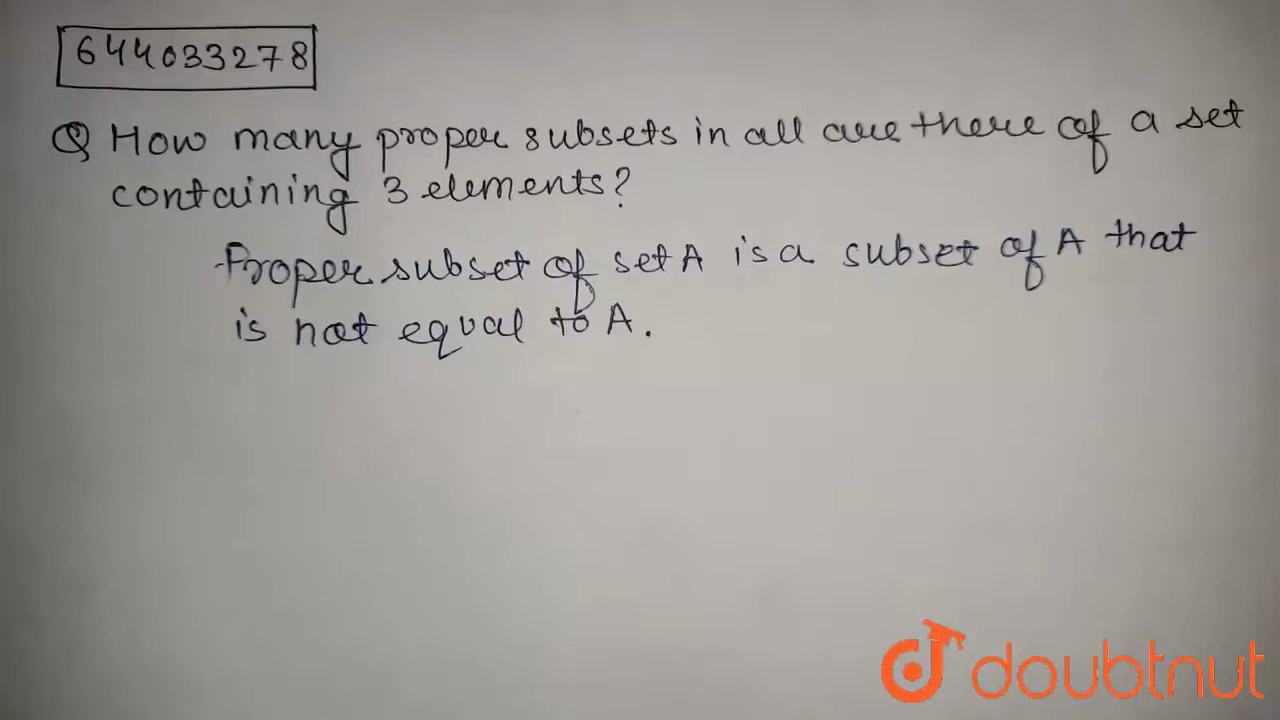 644033278
Q How many proper subsets in all are there of a set
containing 3 elements?
Proper subset of set A is a subset of A that
is not equal to A.
doubtnut